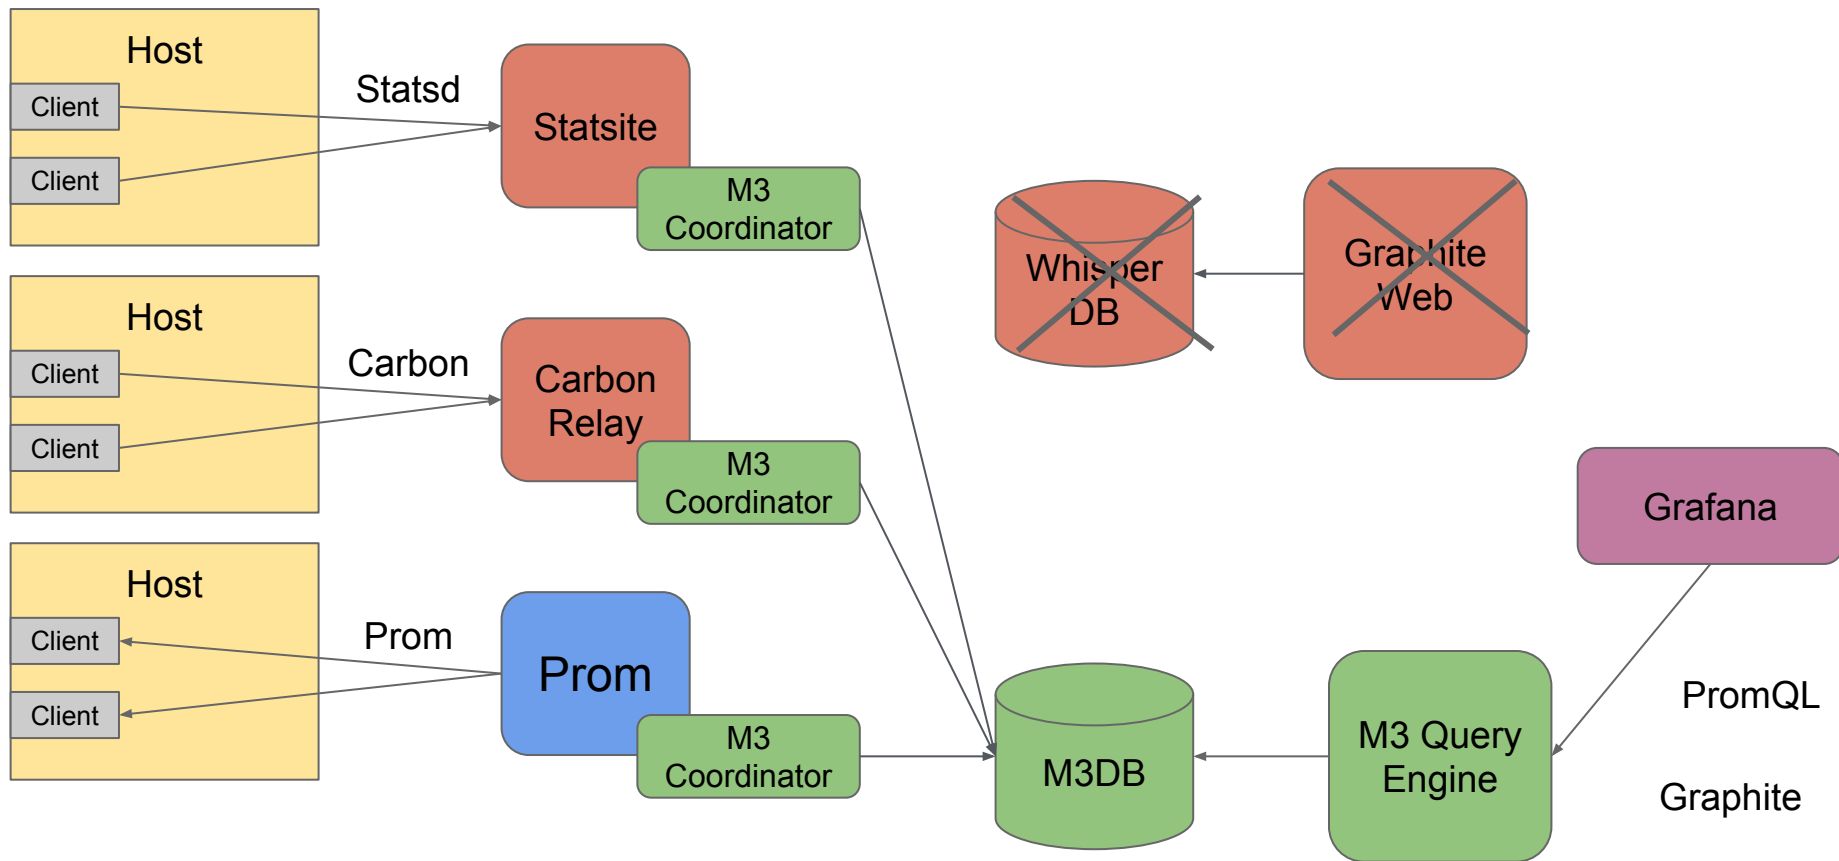 Host
Client
Client
Statsd
Statsite
M3
Coordinator
Host
Client
Client
Carbon
Carbon
Relay
M3
Coordinator
Host
Client
Client
Prom
Prom
M3
Coordinator
Whisper
DB
Graphite
Web
M3DB
M3 Query
Engine
Grafana
PromQL
Graphite